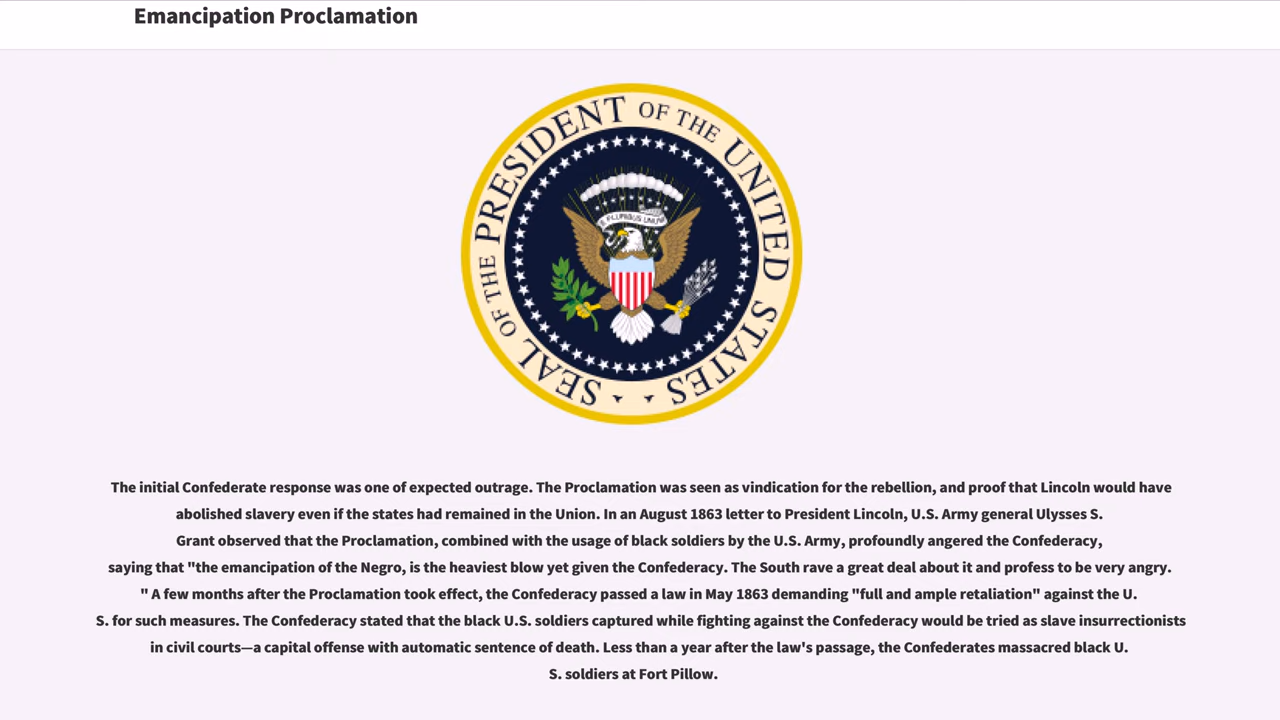 Emancipation Proclamation
SEAL OF THE PRESIDENT OF THE UNITED STATES
E PLURIBUS UNUM
The initial Confederate response was one of expected outrage. The Proclamation was seen as vindication for the rebellion, and proof that Lincoln would have
abolished slavery even if the states had remained in the Union. In an August 1863 letter to President Lincoln, U.S. Army general Ulysses S.
Grant observed that the Proclamation, combined with the usage of black soldiers by the U.S. Army, profoundly angered the Confederacy,
saying that "the emancipation of the Negro, is the heaviest blow yet given the Confederacy. The South rave a great deal about it and profess to be very angry.
" A few months after the Proclamation took effect, the Confederacy passed a law in May 1863 demanding "full and ample retaliation" against the U.
S. for such measures. The Confederacy stated that the black U.S. soldiers captured while fighting against the Confederacy would be tried as slave insurrectionists
in civil courts—a capital offense with automatic sentence of death. Less than a year after the law's passage, the Confederates massacred black U.
S. soldiers at Fort Pillow.